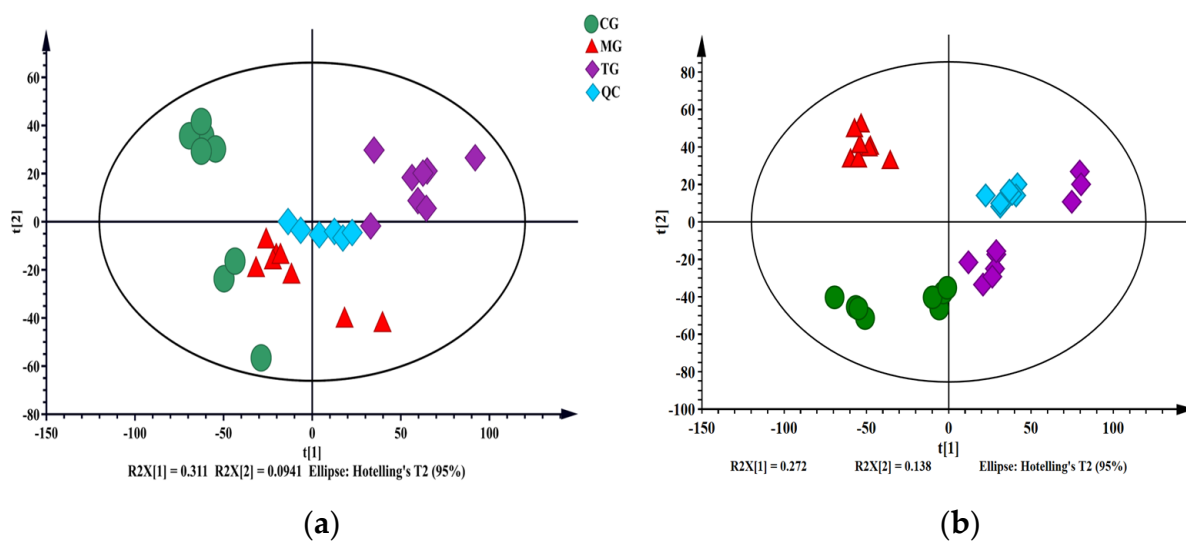 CG
MG
TG
QC
t[2]
60
40
20
0
-20
-40
-60
-80
-150 -100 -50 0 50 100
t[1]
R2X[1] = 0.311 R2X[2] = 0.0941 Ellipse: Hotelling's T2 (95%)
(a)
t[2]
80
60
40
20
0
-20
-40
-60
-80
-100
-150 -100 -50 0 50 100
t[1]
R2X[1] = 0.272 R2X[2] = 0.138 Ellipse: Hotelling's T2 (95%)
(b)